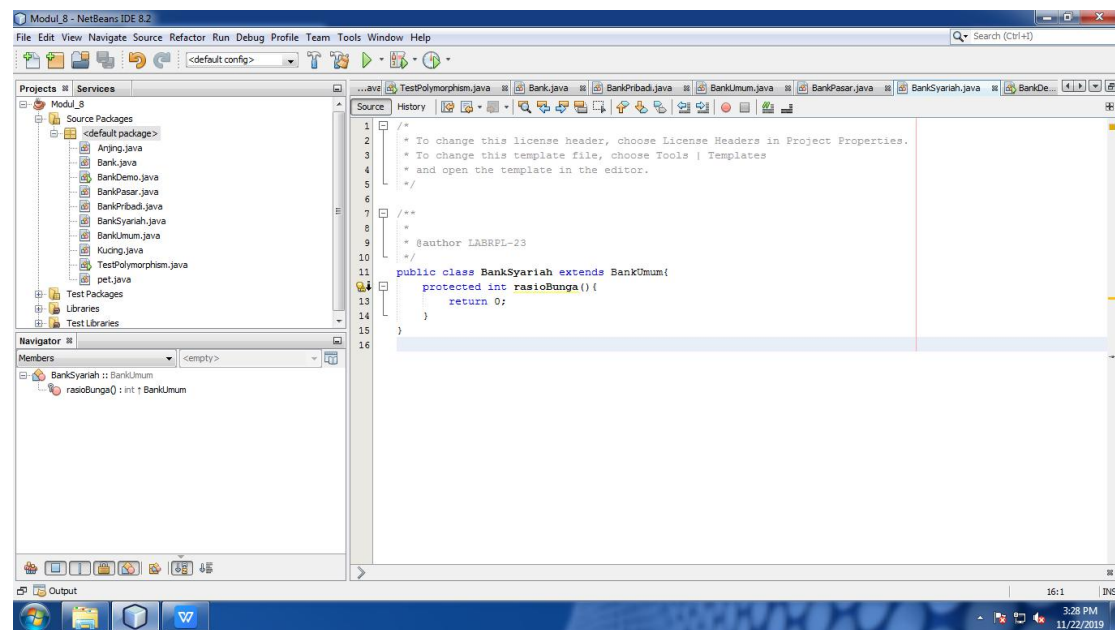 Modul_8 - NetBeans IDE 8.2
File Edit View Navigate Source Refactor Run Debug Profile Team Tools Window Help
Search (Ctrl+I)
<default config>
Projects Services
...ava TestPolymorphism.java Bank.java BankPribadi.java BankUmum.java BankPasar.java BankSyariah.java BankDe...
Source History
Modul_8
Source Packages
<default package>
Anjing.java
Bank.java
BankDemo.java
BankPasar.java
BankPribadi.java
BankSyariah.java
BankUmum.java
Kucing.java
TestPolymorphism.java
pet.java
Test Packages
Libraries
Test Libraries
Navigator
Members <empty>
BankSyariah :: BankUmum
rasioBunga() : int ↑ BankUmum
1 /*
2 * To change this license header, choose License Headers in Project Properties.
3 * To change this template file, choose Tools | Templates
4 * and open the template in the editor.
5 */
6
7 /**
8 *
9 * @author LABRPL-23
10 */
11 public class BankSyariah extends BankUmum{
protected int rasioBunga(){
13 return 0;
14 }
15 }
16
Output
16:1 INS
3:28 PM
11/22/2019